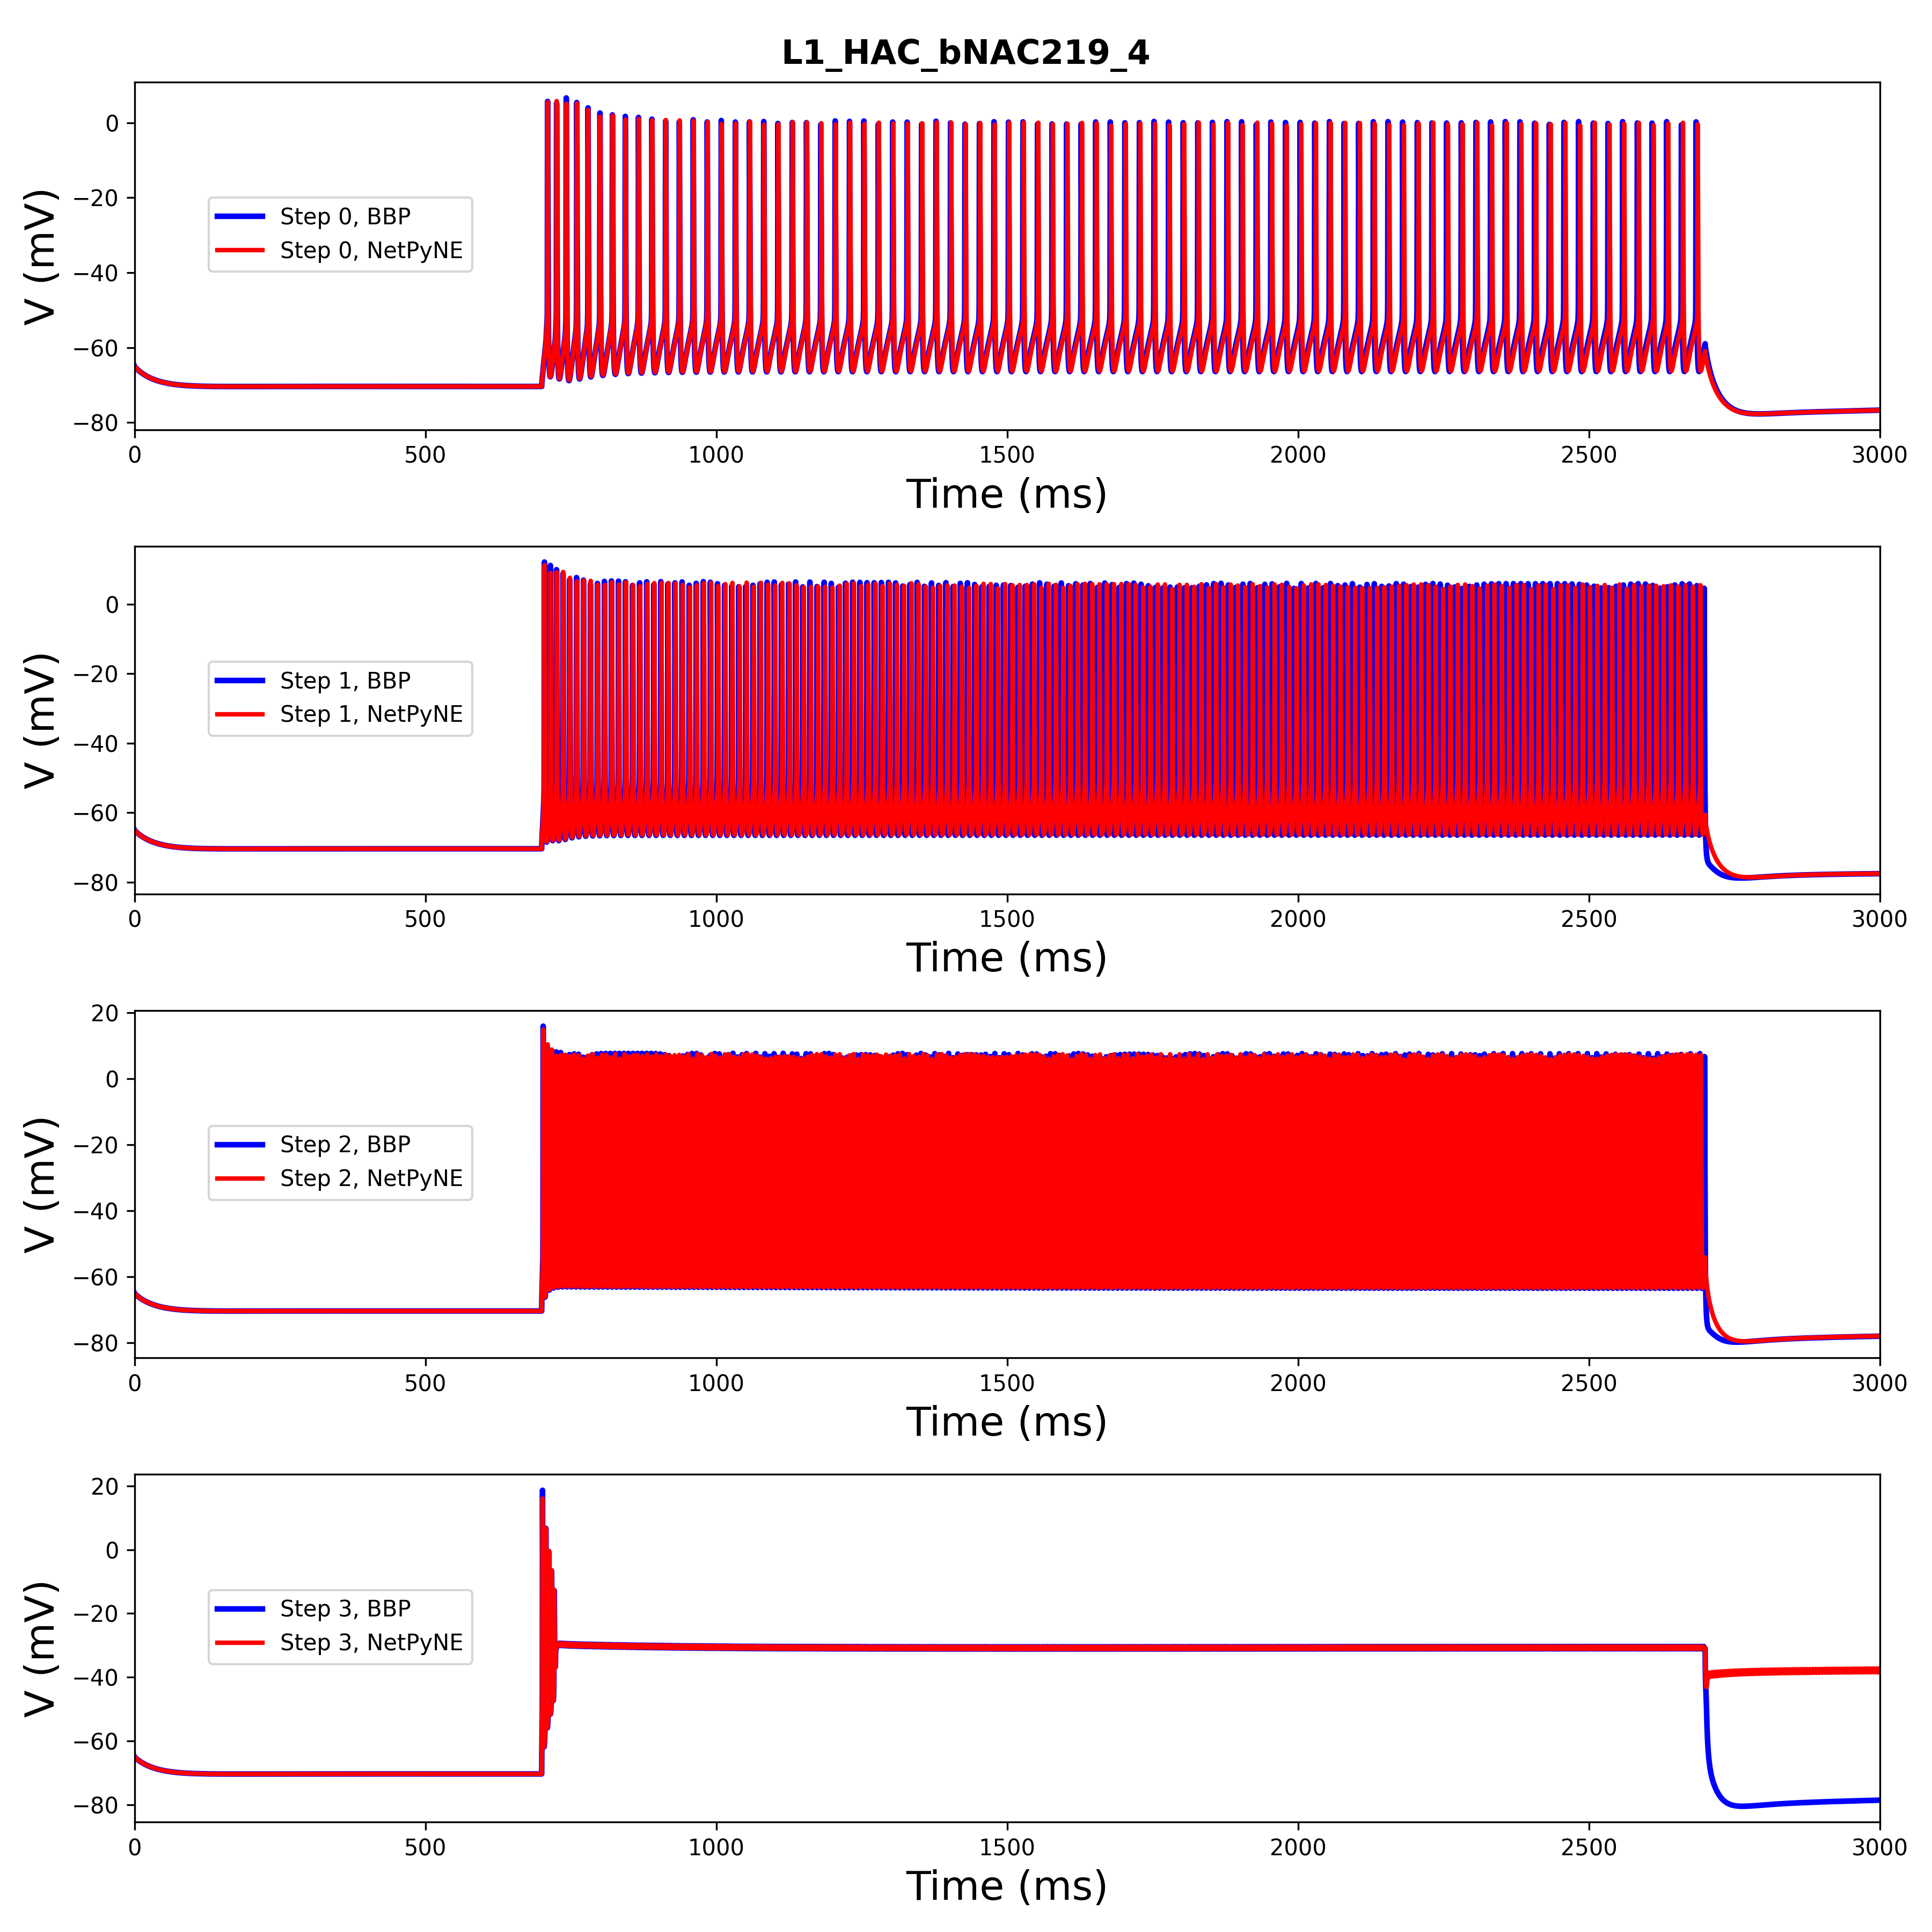 L1_HAC_bNAC219_4
0
−20
−40
−60
−80
V (mV)
Step 0, BBP
Step 0, NetPyNE
0 500 1000 1500 2000 2500 3000
Time (ms)
0
−20
−40
−60
−80
V (mV)
Step 1, BBP
Step 1, NetPyNE
0 500 1000 1500 2000 2500 3000
Time (ms)
20
0
−20
−40
−60
−80
V (mV)
Step 2, BBP
Step 2, NetPyNE
0 500 1000 1500 2000 2500 3000
Time (ms)
20
0
−20
−40
−60
−80
V (mV)
Step 3, BBP
Step 3, NetPyNE
0 500 1000 1500 2000 2500 3000
Time (ms)